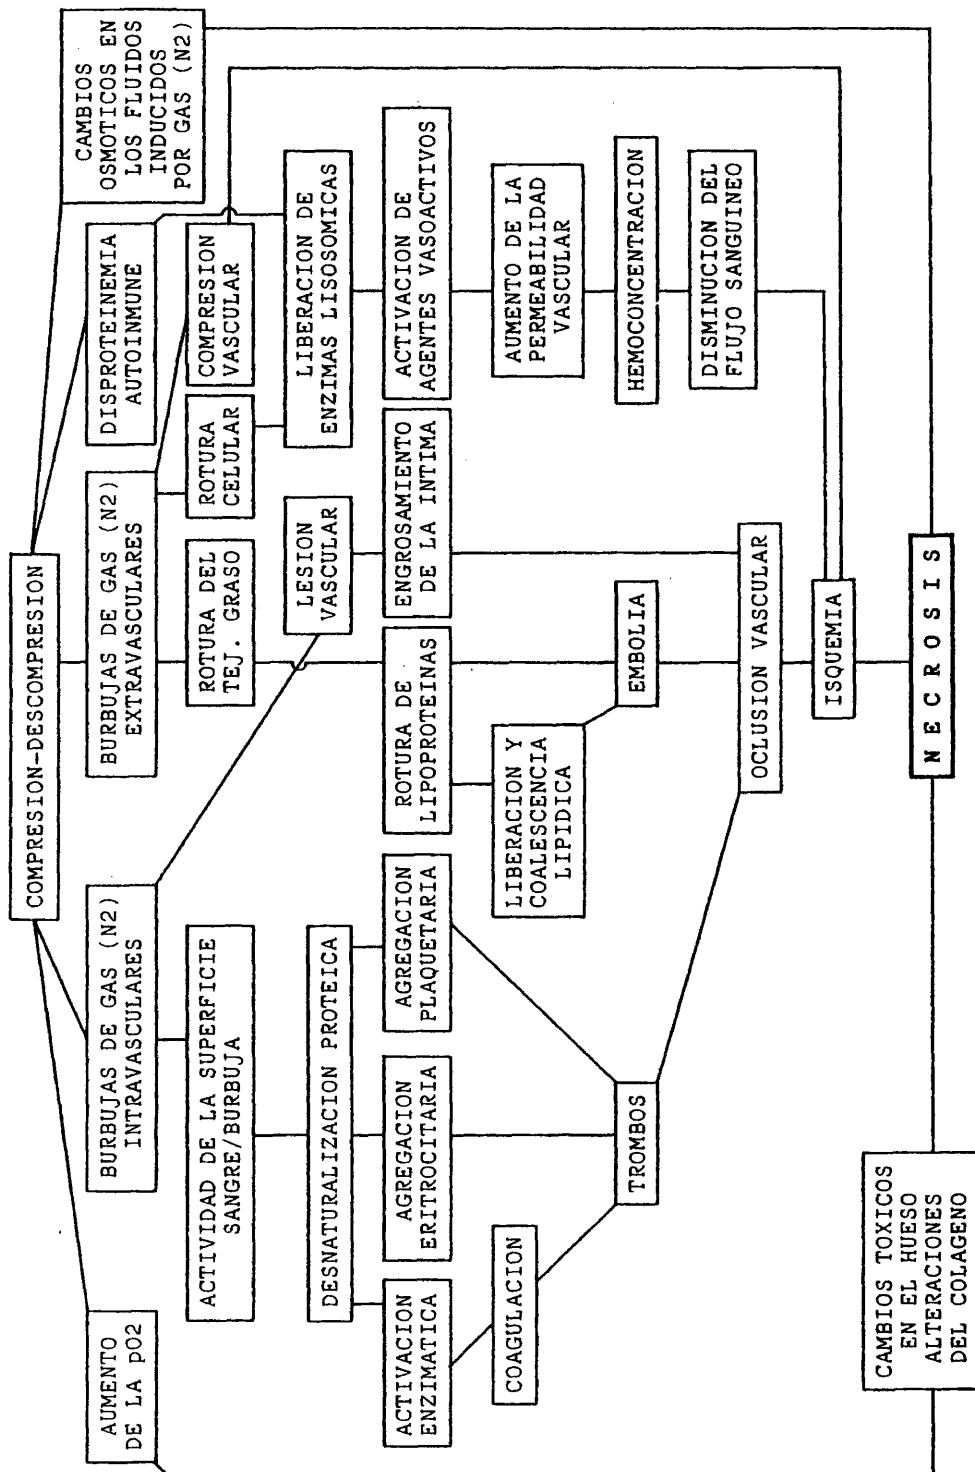 COMPRESION-DESCOMPRESION
AUMENTO
DE LA pO2
BURBUJAS DE GAS (N2)
INTRAVASCULARES
BURBUJAS DE GAS (N2)
EXTRAVASCULARES
DISPROTEINEMIA
AUTOINMUNE
CAMBIOS
OSMOTICOS EN
LOS FLUIDOS
INDUCIDOS
POR GAS (N2)
ACTIVIDAD DE LA SUPERFICIE
SANGRE/BURBUJA
ROTURA DEL
TEJ. GRASO
ROTURA
CELULAR
COMPRESION
VASCULAR
DESNATURALIZACION PROTEICA
LESION
VASCULAR
LIBERACION DE
ENZIMAS LISOSOMICAS
ACTIVACION
ENZIMATICA
AGREGACION
ERITROCITARIA
AGREGACION
PLAQUETARIA
ROTURA DE
LIPOPROTEINAS
ENGROSAMIENTO
DE LA INTIMA
ACTIVACION DE
AGENTES VASOACTIVOS
COAGULACION
LIBERACION Y
COALESCENCIA
LIPIDICA
AUMENTO DE LA
PERMEABILIDAD
VASCULAR
TROMBOS
EMBOLIA
HEMOCONCENTRACION
DISMINUCION DEL
FLUJO SANGUINEO
OCLUSION VASCULAR
ISQUEMIA
CAMBIOS TOXICOS
EN EL HUESO
ALTERACIONES
DEL COLAGENO
N E C R O S I S